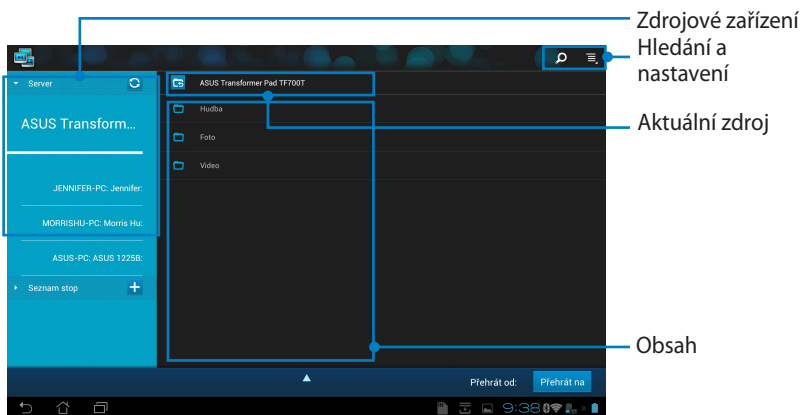 Zdrojové zařízení
Hledání a
nastavení
Server
ASUS Transformer Pad TF700T
Hudba
ASUS Transform...
Aktuální zdroj
Foto
Video
JENNIFER-PC: Jennifer:
MORRISHU-PC: Morris Hu:
ASUS-PC: ASUS 1225B:
Seznam stop
Obsah
Přehrát od:
Přehrát na
9:38